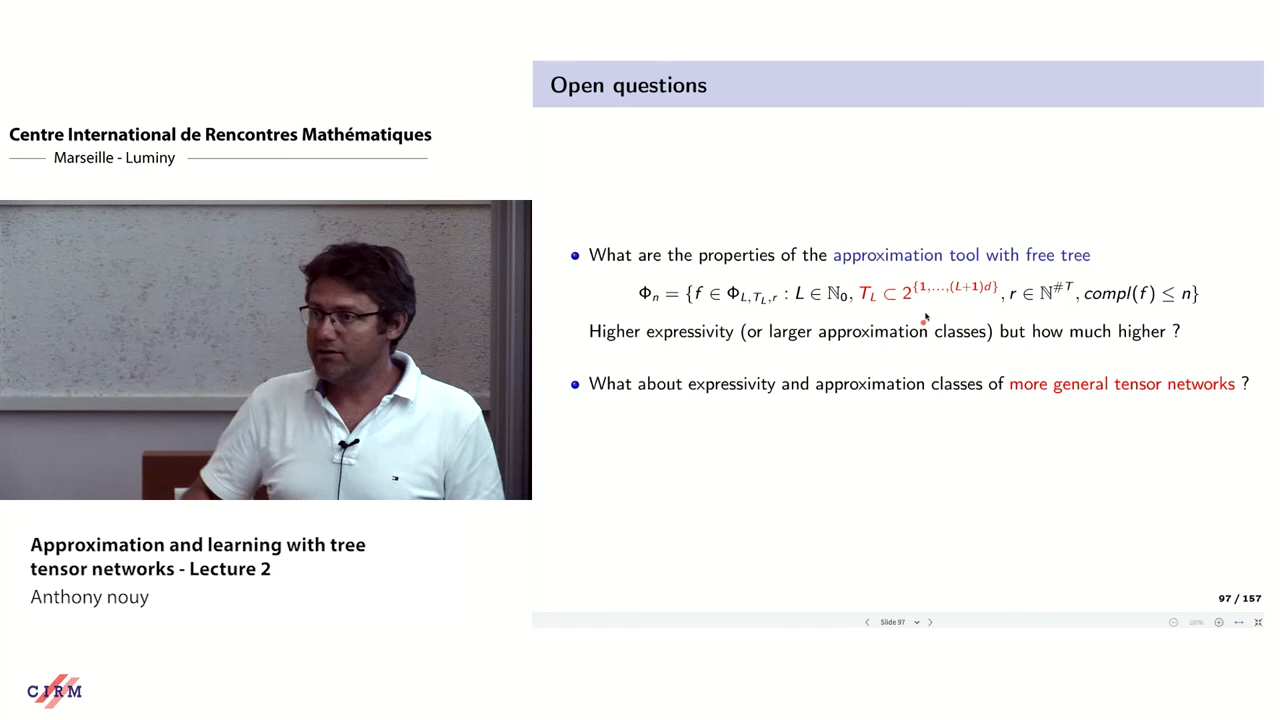 Centre International de Rencontres Mathématiques
Marseille - Luminy
Approximation and learning with tree
tensor networks - Lecture 2
Anthony nouy
CIRM
Open questions
What are the properties of the approximation tool with free tree
Φ_n = {f ∈ Φ_{L,T_L,r} : L ∈ ℕ_0, T_L ⊂ 2^{{1,...,(L+1)d}}, r ∈ ℕ^{#T}, compl(f) ≤ n}
Higher expressivity (or larger approximation classes) but how much higher ?
What about expressivity and approximation classes of more general tensor networks ?
97 / 157
Slide 97
100%